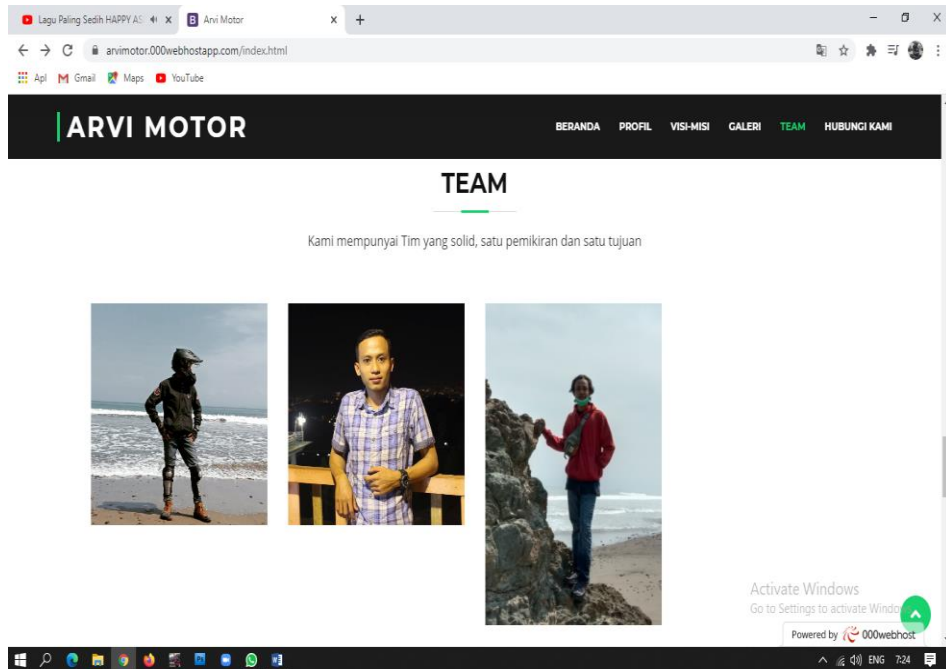 Lagu Paling Sedih HAPPY AS
Arvi Motor
arvimotor.000webhostapp.com/index.html
Apl
Gmail
Maps
YouTube
ARVI MOTOR
BERANDA
PROFIL
VISI-MISI
GALERI
TEAM
HUBUNGI KAMI
TEAM
Kami mempunyai Tim yang solid, satu pemikiran dan satu tujuan
Activate Windows
Go to Settings to activate Windo
Powered by 000webhost
ENG
7:24